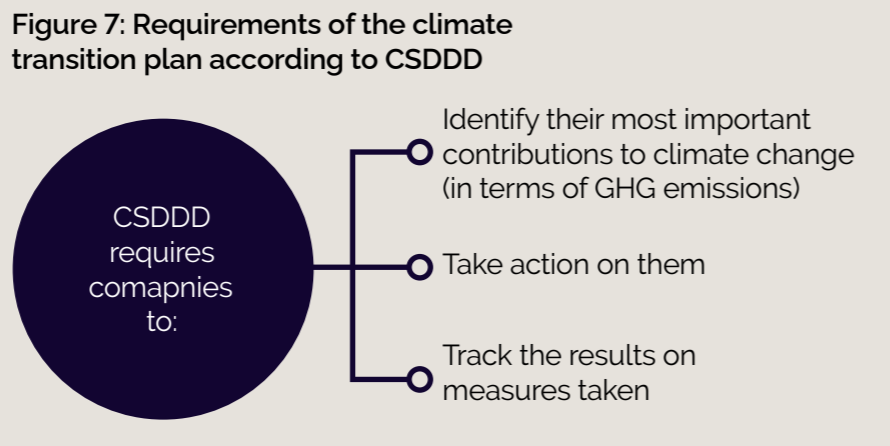 Figure 7: Requirements of the climate
transition plan according to CSDDD
CSDDD
requires
comapnies
to:
Identify their most important
contributions to climate change
(in terms of GHG emissions)
Take action on them
Track the results on
measures taken